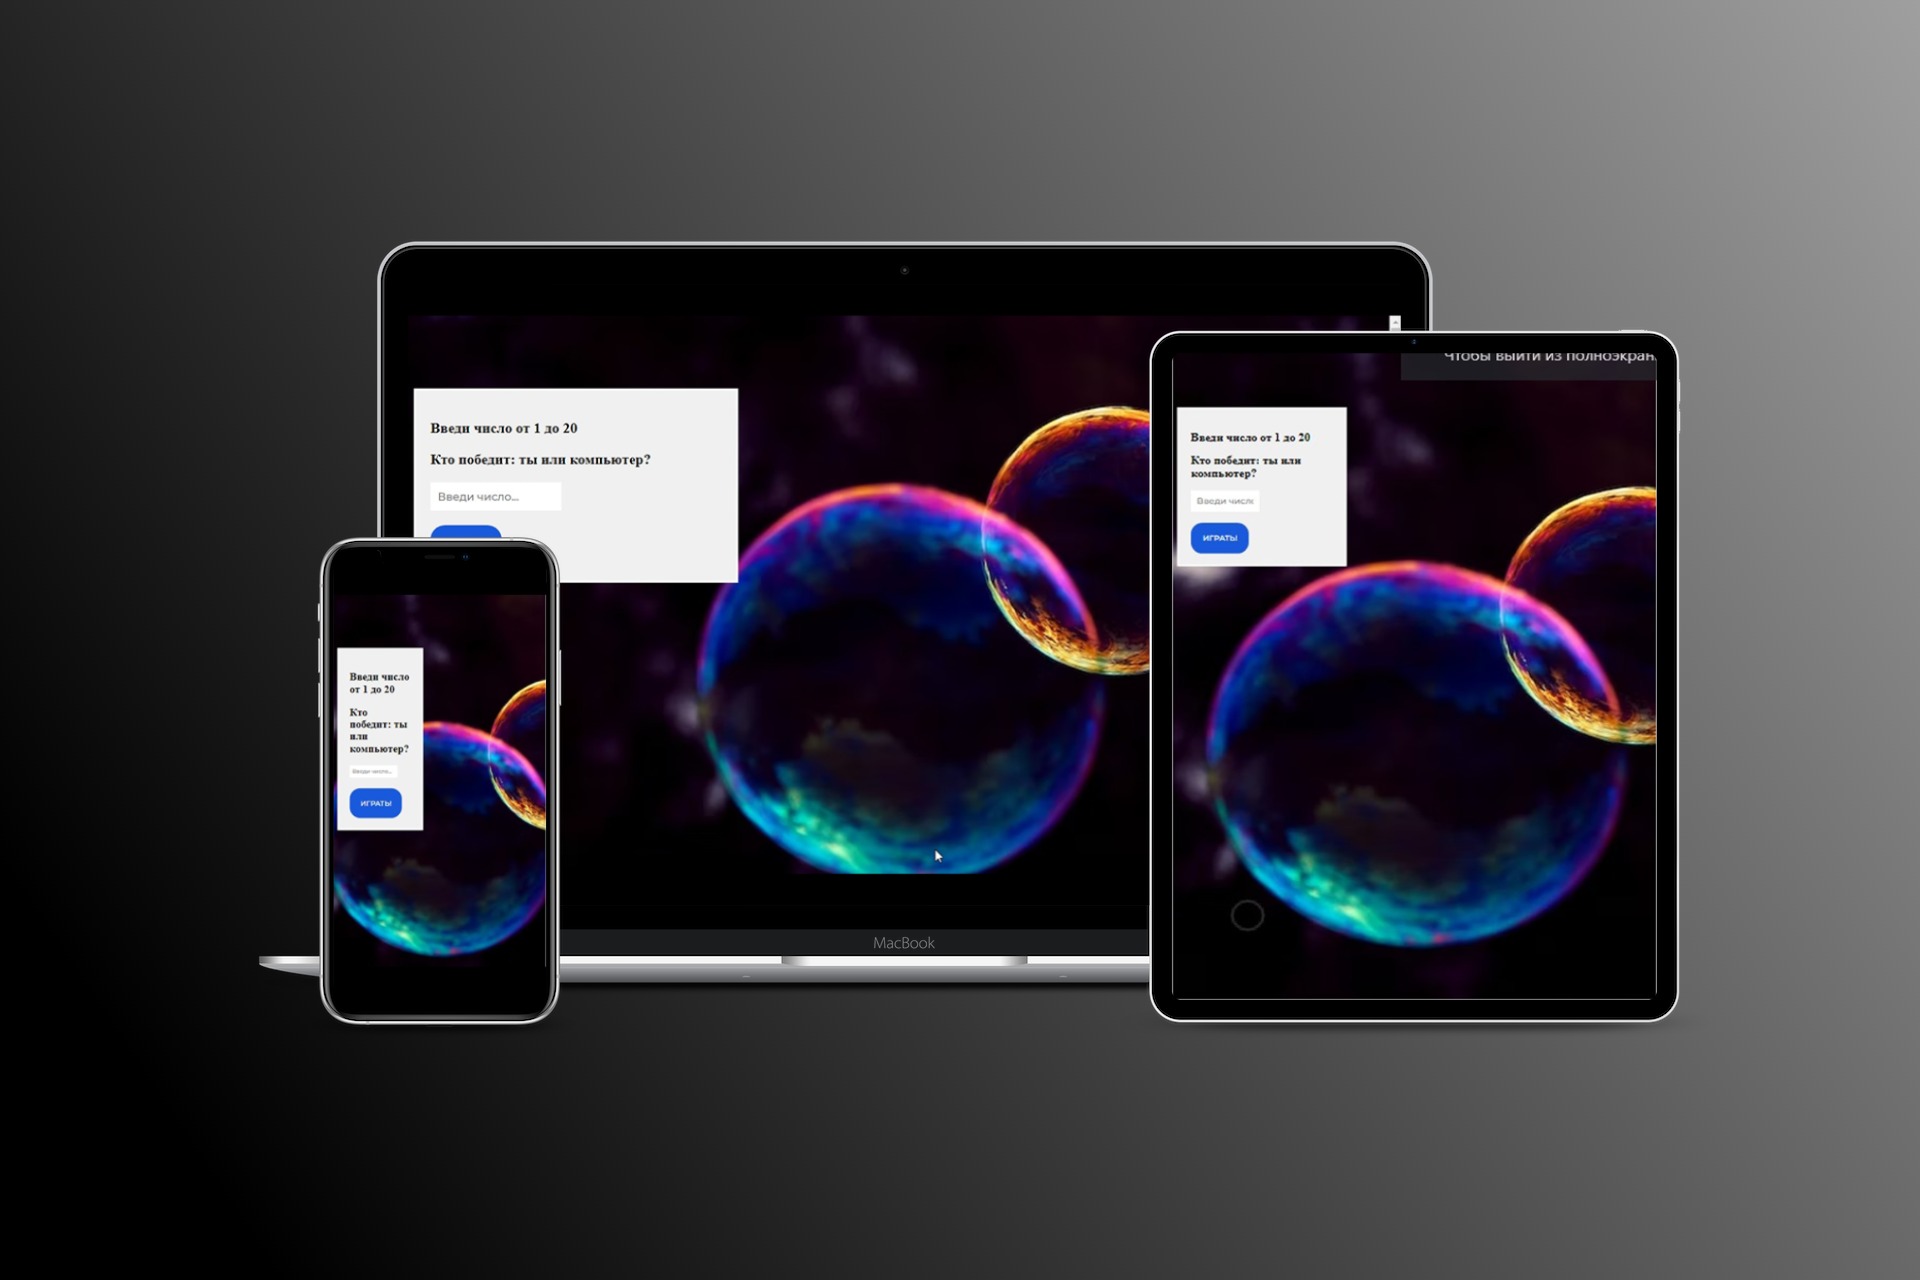 Введи число от 1 до 20
Кто победит: ты или компьютер?
Введи число...
MacBook
Чтобы выйти из полноэкран
Введи число от 1 до 20
Кто победит: ты или
компьютер?
Введи числ
ИГРАТЬ!
Введи число
от 1 до 20
Кто
победит: ты
или
компьютер?
Введи число...
ИГРАТЬ!